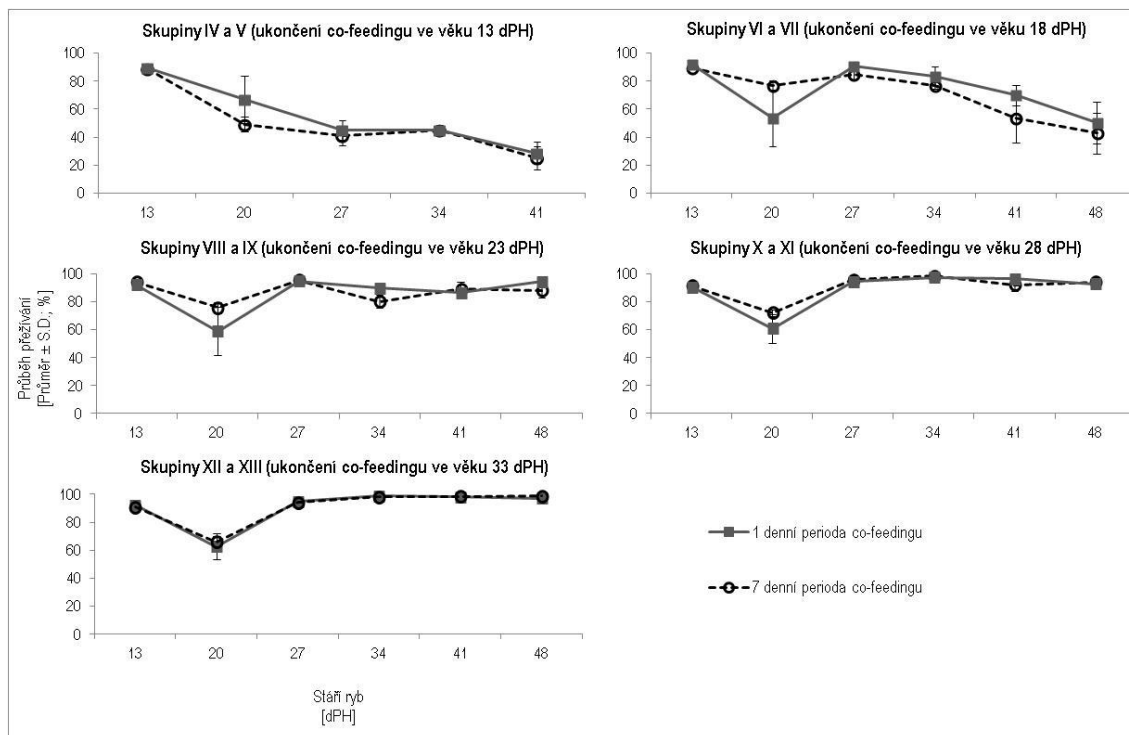 Skupiny IV a V (ukončení co-feedingu ve věku 13 dPH)
100
80
60
40
20
0
13 20 27 34 41
Skupiny VI a VII (ukončení co-feedingu ve věku 18 dPH)
100
80
60
40
20
0
13 20 27 34 41 48
Skupiny VIII a IX (ukončení co-feedingu ve věku 23 dPH)
100
80
60
40
20
0
13 20 27 34 41 48
Skupiny X a XI (ukončení co-feedingu ve věku 28 dPH)
100
80
60
40
20
0
13 20 27 34 41 48
Průběh přežívání
[Průměr ± S.D.; %]
Skupiny XII a XIII (ukončení co-feedingu ve věku 33 dPH)
100
80
60
40
20
0
13 20 27 34 41 48
Stáří ryb
[dPH]
1 denní perioda co-feedingu
7 denní perioda co-feedingu